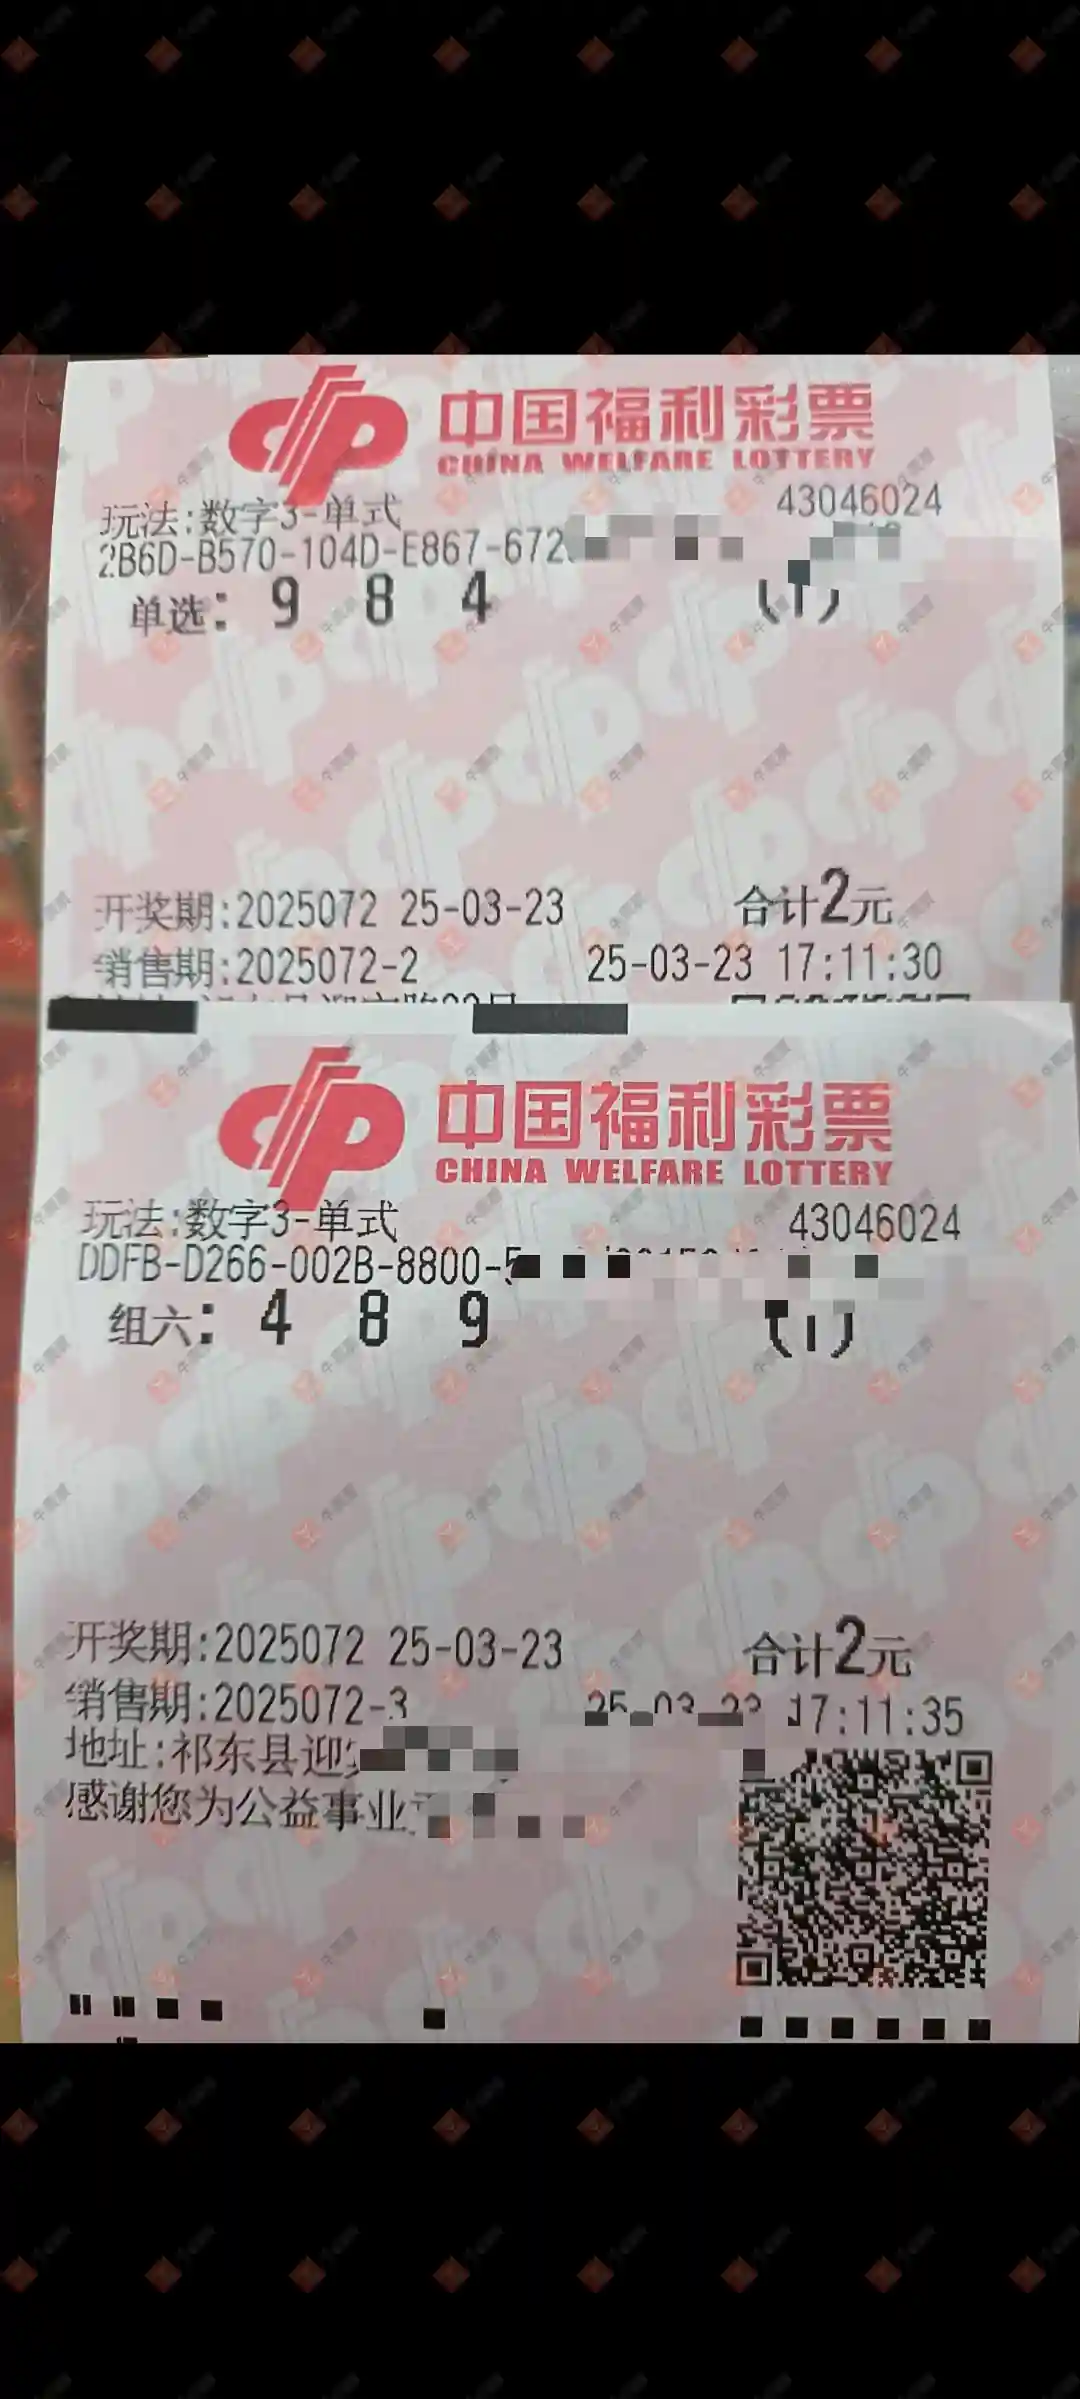 中国福利彩票
CHINA WELFARE LOTTERY
玩法:数字3-单式 43046024
2B6D-B570-104D-E867-672
单选: 9 8 4 (1)
开奖期:2025072 25-03-23 合计2元
销售期:2025072-2 25-03-23 17:11:30
中国福利彩票
CHINA WELFARE LOTTERY
玩法:数字3-单式 43046024
DDFB-D266-002B-8800-5
组六: 4 8 9 (1)
开奖期:2025072 25-03-23 合计2元
销售期:2025072-3 25-03-23 17:11:35
地址:祁东县迎
感谢您为公益事业